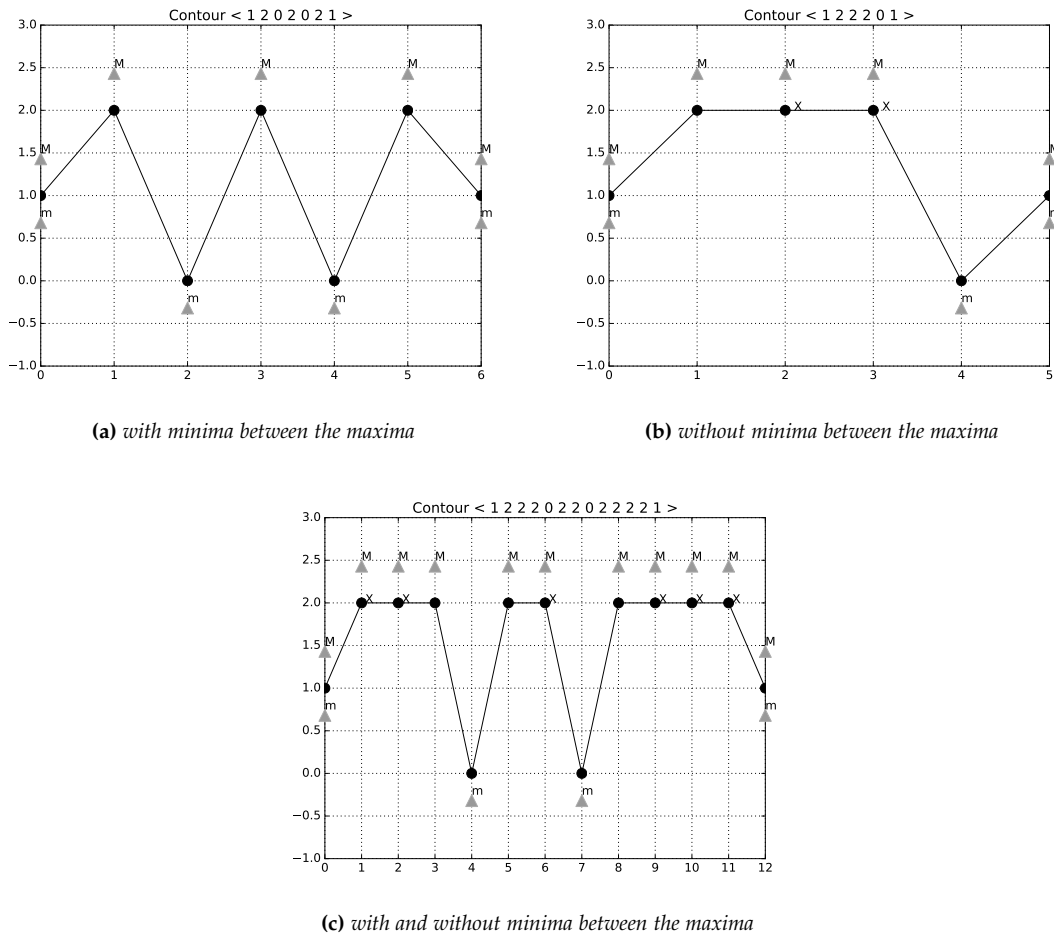 Contour < 1 2 0 2 0 2 1 >
3.0
2.5
2.0
1.5
1.0
0.5
0.0
−0.5
−1.0
M
M
M
M
M
m
m
m
m
0 1 2 3 4 5 6
(a) with minima between the maxima
Contour < 1 2 2 2 0 1 >
3.0
2.5
2.0
1.5
1.0
0.5
0.0
−0.5
−1.0
M
M
M
X
X
M
M
m
m
m
0 1 2 3 4 5
(b) without minima between the maxima
Contour < 1 2 2 2 0 2 2 0 2 2 2 2 1 >
3.0
2.5
2.0
1.5
1.0
0.5
0.0
−0.5
−1.0
M M M M M M M M M
X X X X X X
M M
m m
m m
0 1 2 3 4 5 6 7 8 9 10 11 12
(c) with and without minima between the maxima